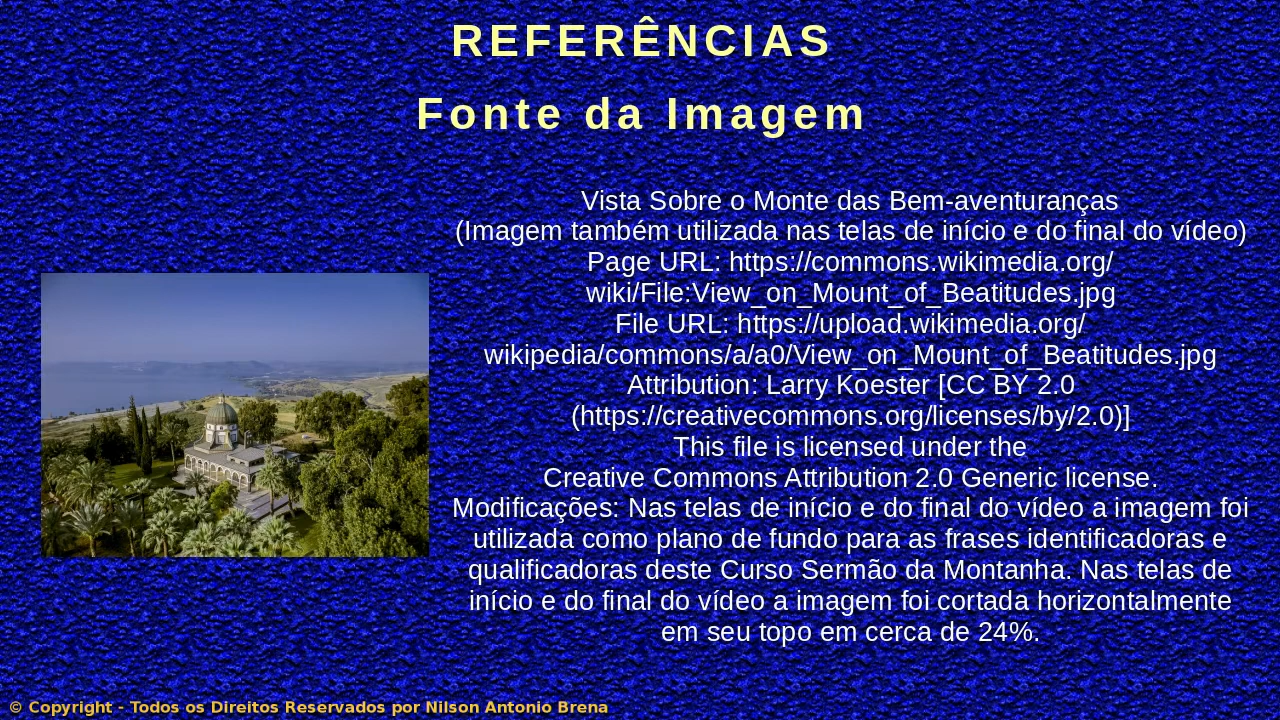 REFERÊNCIAS
Fonte da Imagem
Vista Sobre o Monte das Bem-aventuranças
(Imagem também utilizada nas telas de início e do final do vídeo)
Page URL: https://commons.wikimedia.org/
wiki/File:View_on_Mount_of_Beatitudes.jpg
File URL: https://upload.wikimedia.org/
wikipedia/commons/a/a0/View_on_Mount_of_Beatitudes.jpg
Attribution: Larry Koester [CC BY 2.0
(https://creativecommons.org/licenses/by/2.0)]
This file is licensed under the
Creative Commons Attribution 2.0 Generic license.
Modificações: Nas telas de início e do final do vídeo a imagem foi
utilizada como plano de fundo para as frases identificadoras e
qualificadoras deste Curso Sermão da Montanha. Nas telas de
início e do final do vídeo a imagem foi cortada horizontalmente
em seu topo em cerca de 24%.
© Copyright - Todos os Direitos Reservados por Nilson Antonio Brena